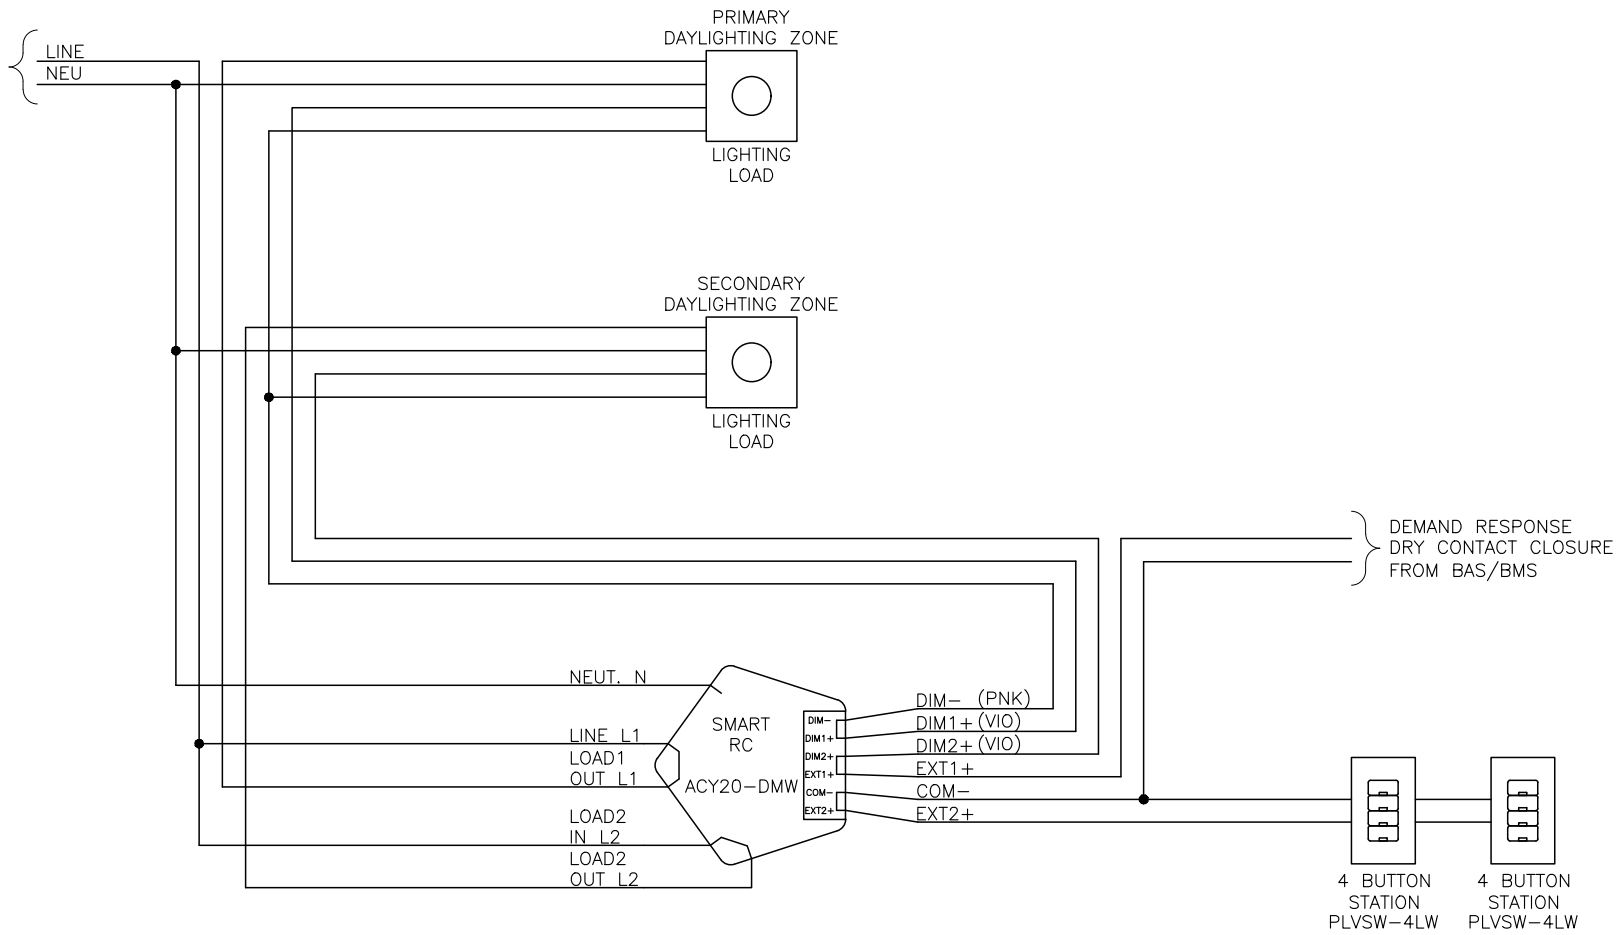 PRIMARY
DAYLIGHTING ZONE
LINE
NEU
LIGHTING
LOAD
SECONDARY
DAYLIGHTING ZONE
LIGHTING
LOAD
DEMAND RESPONSE
DRY CONTACT CLOSURE
FROM BAS/BMS
NEUT. N
LINE L1
LOAD1
OUT L1
LOAD2
IN L2
LOAD2
OUT L2
SMART
RC
ACY20-DMW
DIM-
DIM1+
DIM2+
EXT1+
COM-
EXT2+
DIM- (PNK)
DIM1+ (VIO)
DIM2+ (VIO)
EXT1+
COM-
EXT2+
4 BUTTON
STATION
PLVSW-4LW
4 BUTTON
STATION
PLVSW-4LW